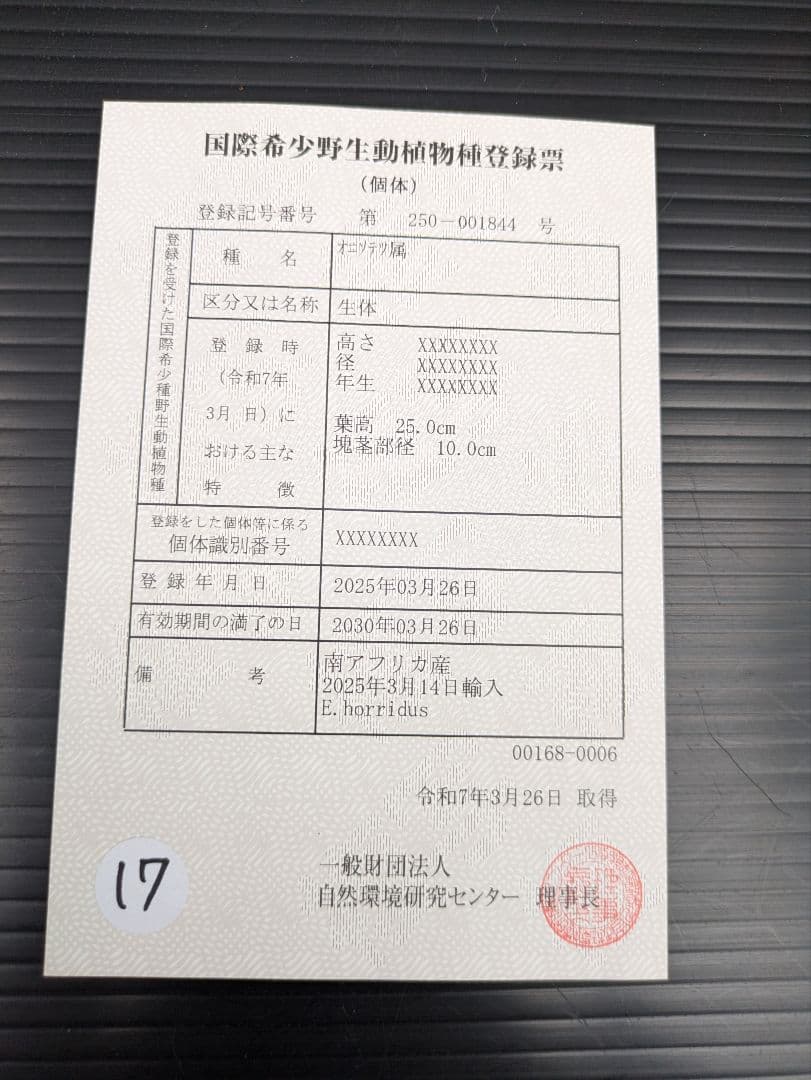 国際希少野生動植物種登録票
（個体）
登録記号番号 第 250－001844 号
登録を受けた国際希少種野生動植物種
種 名 ｵﾆｿﾃﾂ属
区分又は名称 生体
登 録 時
（令和7年
3月 日）に
おける主な
特 徴
高さ XXXXXXXX
径 XXXXXXXX
年生 XXXXXXXX
葉高 25.0cm
塊茎部径 10.0cm
登録をした個体等に係る
個体識別番号 XXXXXXXX
登録年月日 2025年03月26日
有効期間の満了の日 2030年03月26日
備 考
南アフリカ産
2025年3月14日輸入
E.horridus
00168-0006
令和7年3月26日 取得
一般財団法人
自然環境研究センター 理事長
17